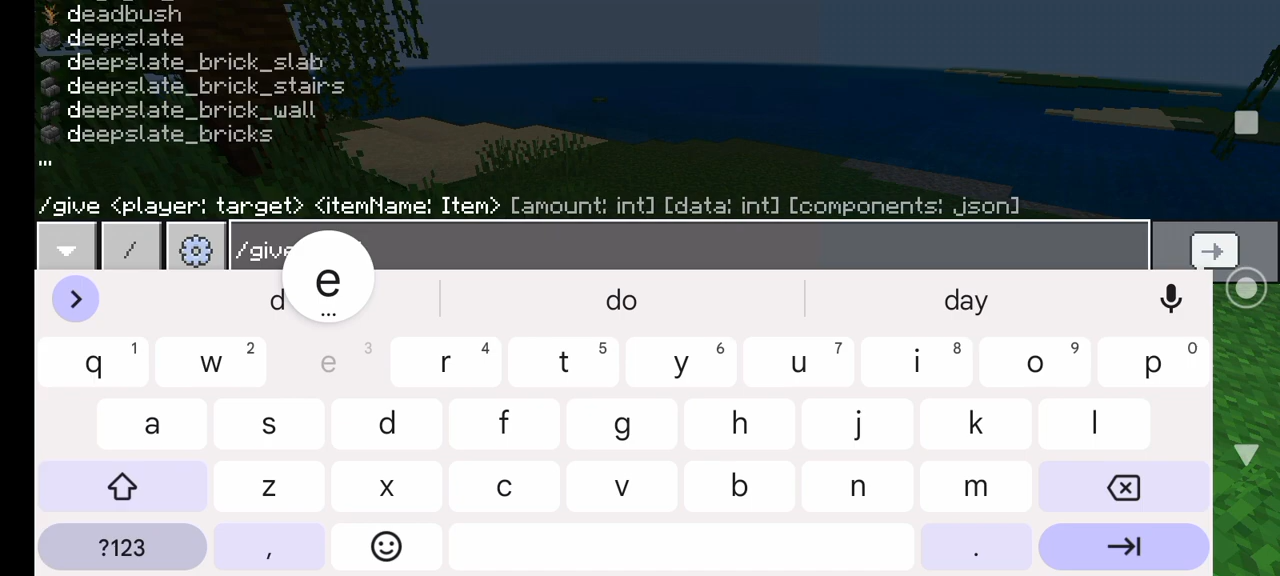 deadbush
deepslate
deepslate_brick_slab
deepslate_brick_stairs
deepslate_brick_wall
deepslate_bricks
...
/give <player: target> <itemName: Item> [amount: int] [data: int] [components: json]
/ /give
e
...
d do day
q 1 w 2 e 3 r 4 t 5 y 6 u 7 i 8 o 9 p 0
a s d f g h j k l
z x c v b n m
?123 , .